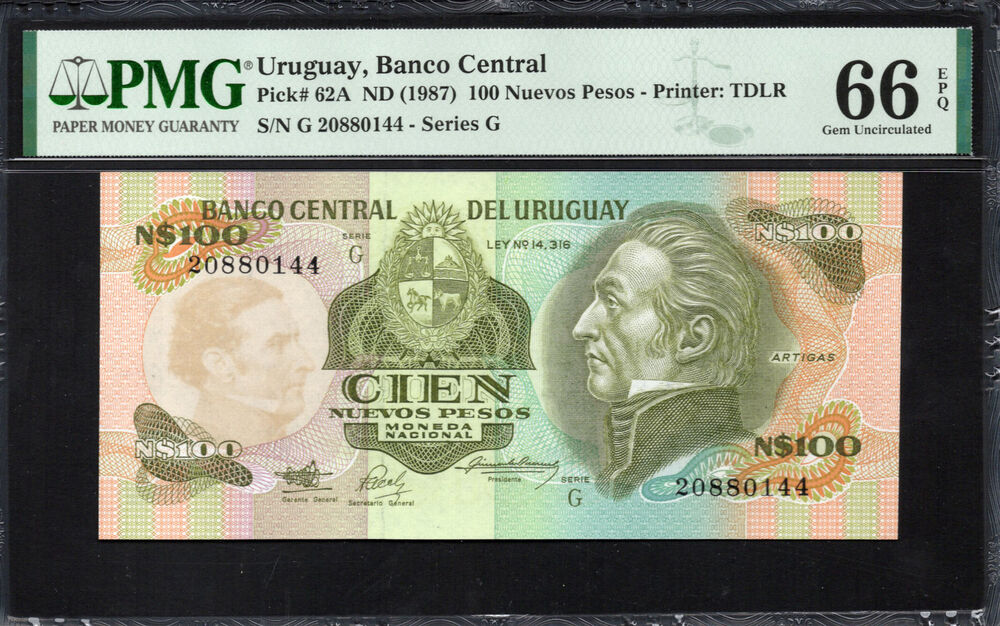 PMG®
PAPER MONEY GUARANTY
Uruguay, Banco Central
Pick# 62A ND (1987) 100 Nuevos Pesos - Printer: TDLR
S/N G 20880144 - Series G
66 EPQ
Gem Uncirculated
BANCO CENTRAL DEL URUGUAY
N$100
N$100
SERIE
G
LEY Nº 14,316
20880144
ARTIGAS
CIEN
NUEVOS PESOS
MONEDA
NACIONAL
N$100
N$100
Garante General
Secretario General
Presidente
SERIE
G
20880144